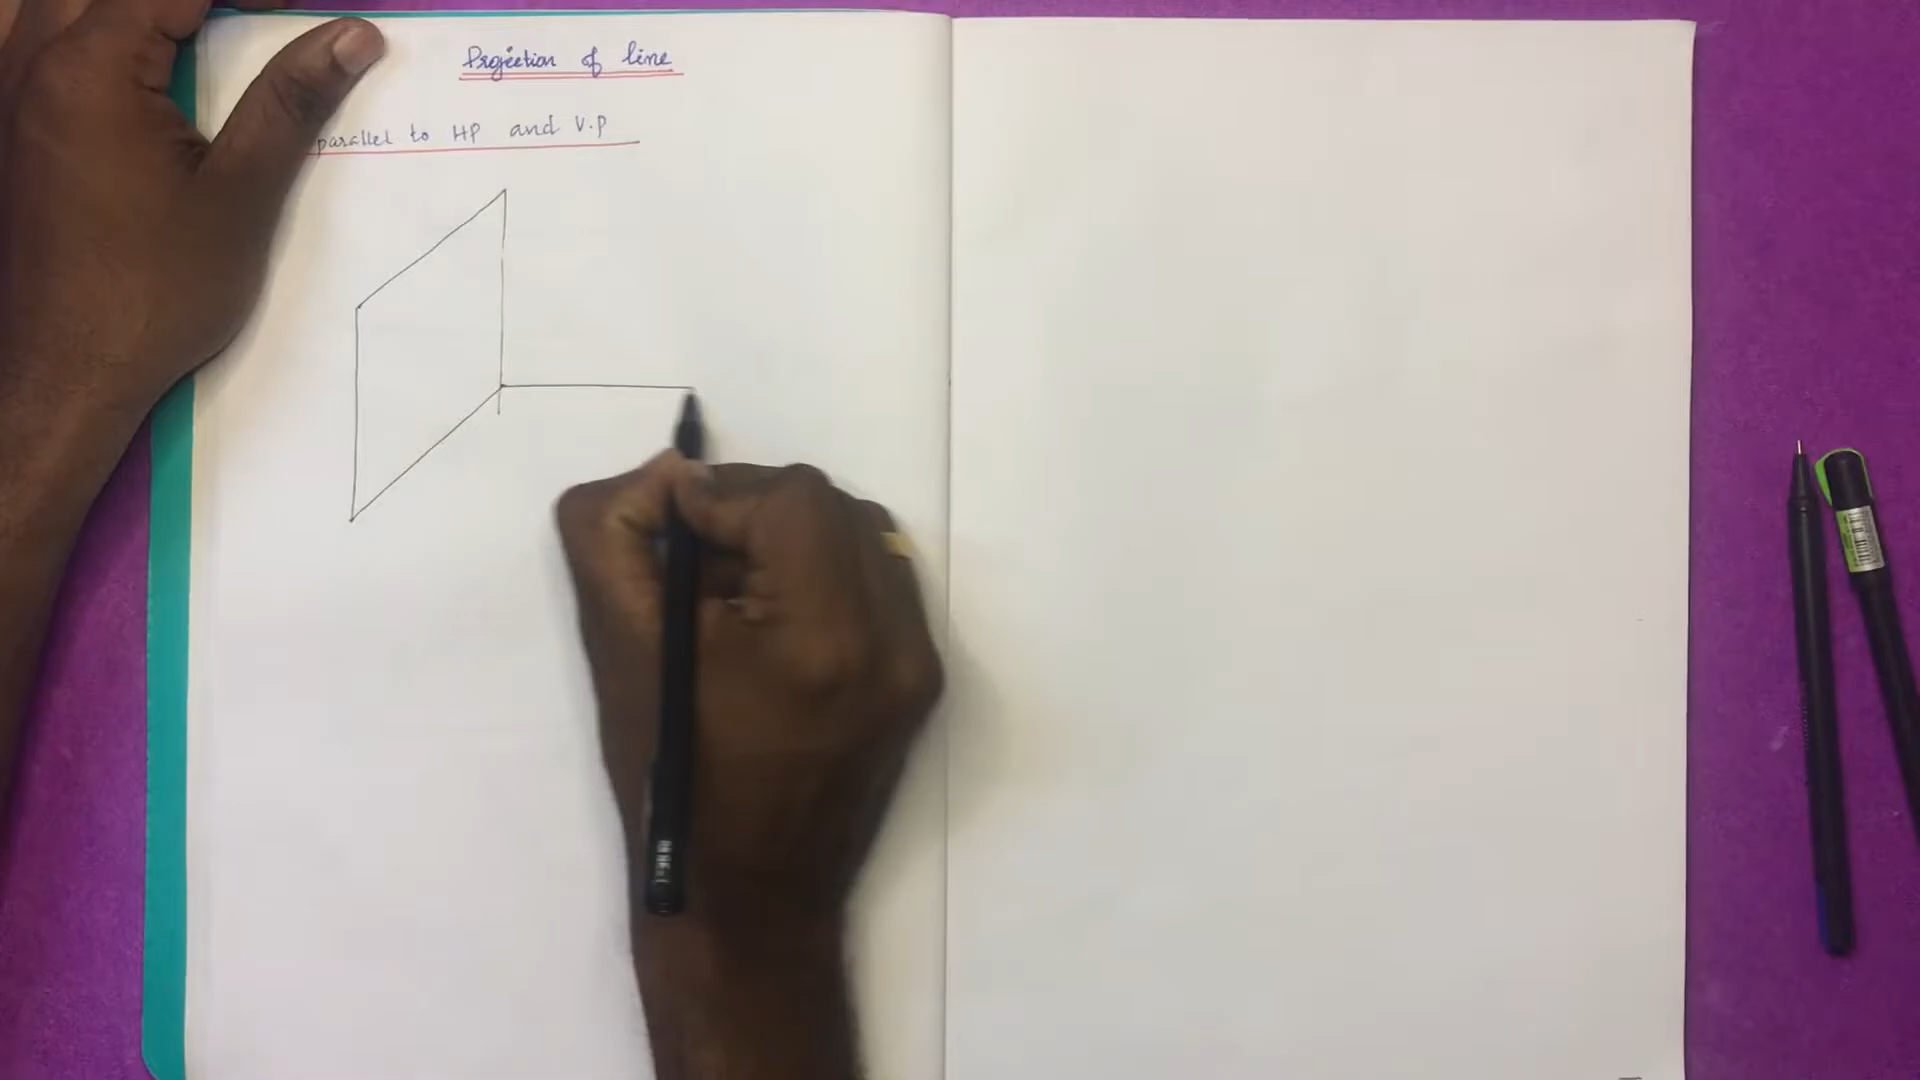 Projection of line
parallel to HP and V.P